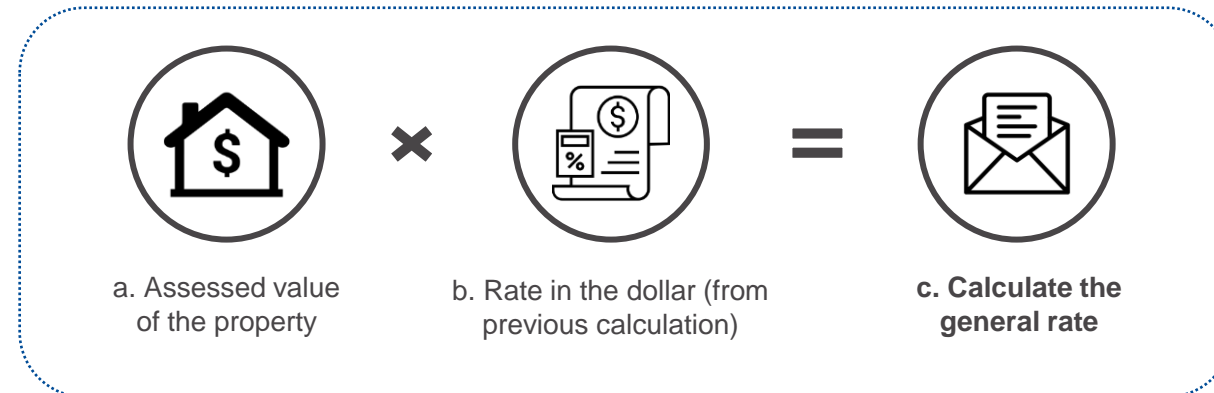 $
×
$
%
=
a. Assessed value
of the property
b. Rate in the dollar (from
previous calculation)
c. Calculate the
general rate